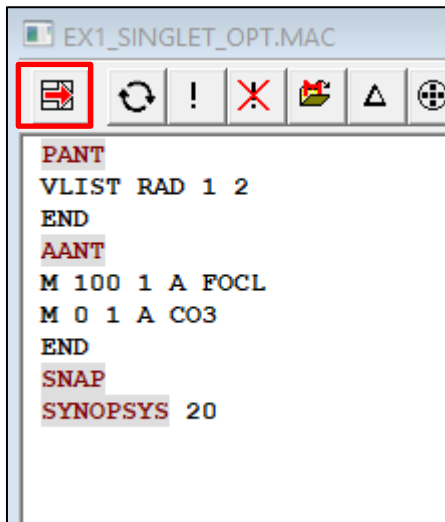 EX1_SINGLET_OPT.MAC
PANT
VLIST RAD 1 2
END
AANT
M 100 1 A FOCL
M 0 1 A CO3
END
SNAP
SYNOPSYS 20